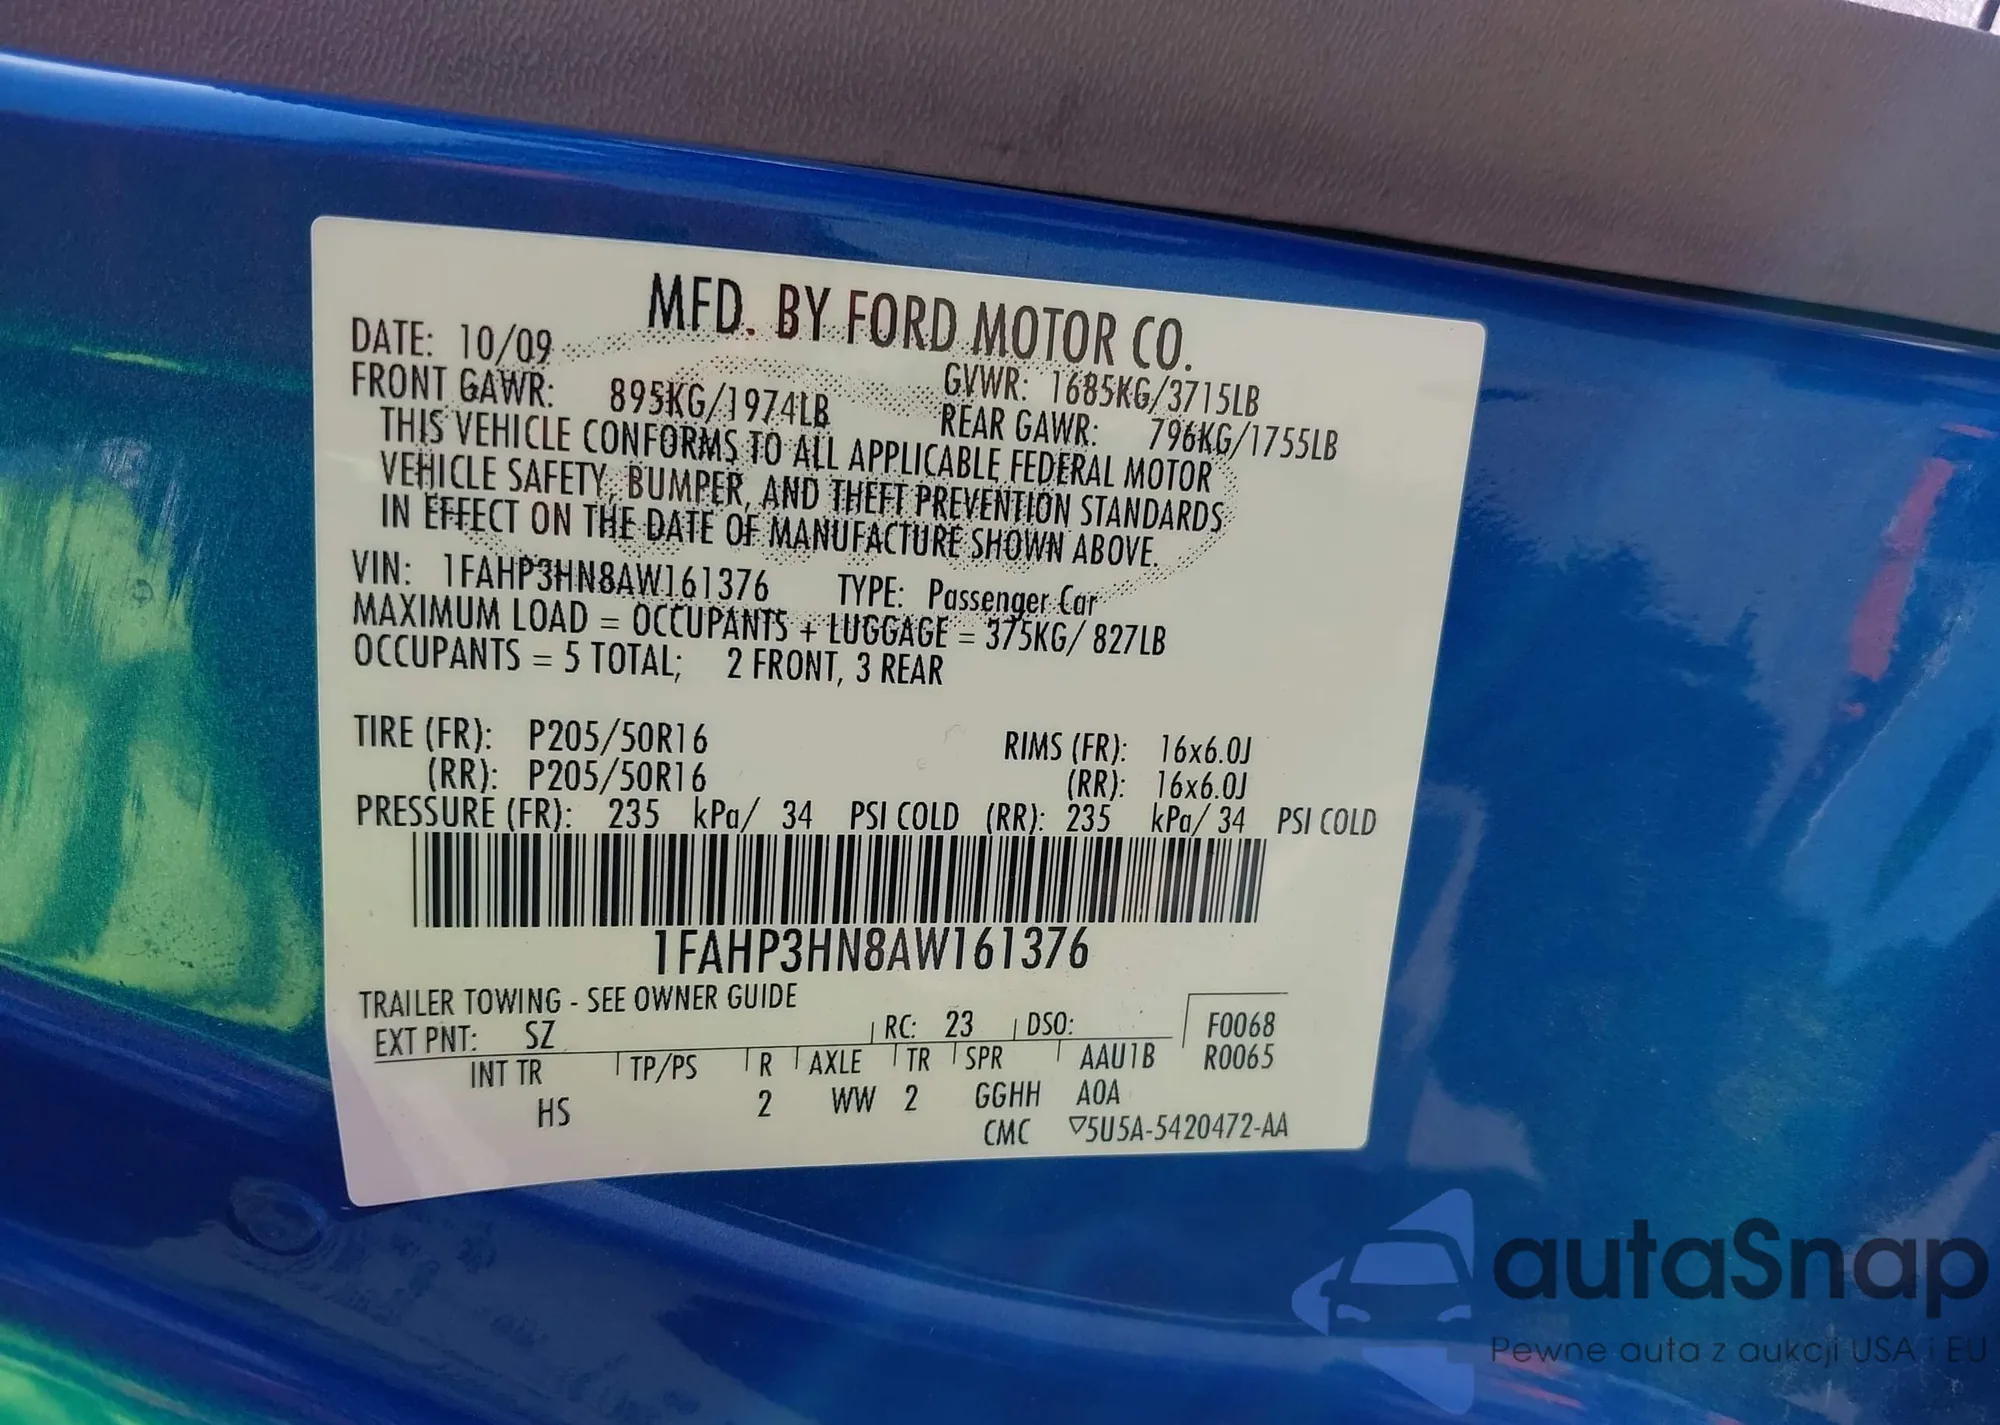 MFD. BY FORD MOTOR CO.
DATE: 10/09 GVWR: 1685KG/3715LB
FRONT GAWR: 895KG/1974LB REAR GAWR: 796KG/1755LB
THIS VEHICLE CONFORMS TO ALL APPLICABLE FEDERAL MOTOR
VEHICLE SAFETY, BUMPER, AND THEFT PREVENTION STANDARDS
IN EFFECT ON THE DATE OF MANUFACTURE SHOWN ABOVE.
VIN: 1FAHP3HN8AW161376 TYPE: Passenger Car
MAXIMUM LOAD = OCCUPANTS + LUGGAGE = 375KG/ 827LB
OCCUPANTS = 5 TOTAL; 2 FRONT, 3 REAR
TIRE (FR): P205/50R16 RIMS (FR): 16x6.0J
(RR): P205/50R16 (RR): 16x6.0J
PRESSURE (FR): 235 kPa/ 34 PSI COLD (RR): 235 kPa/ 34 PSI COLD
1FAHP3HN8AW161376
TRAILER TOWING - SEE OWNER GUIDE
EXT PNT: SZ RC: 23 DSO: F0068
INT TR TP/PS R AXLE TR SPR AAU1B R0065
HS 2 WW 2 GGHH A0A
CMC ▽5U5A-5420472-AA
autaSnap
Pewne auta z aukcji USA i EU